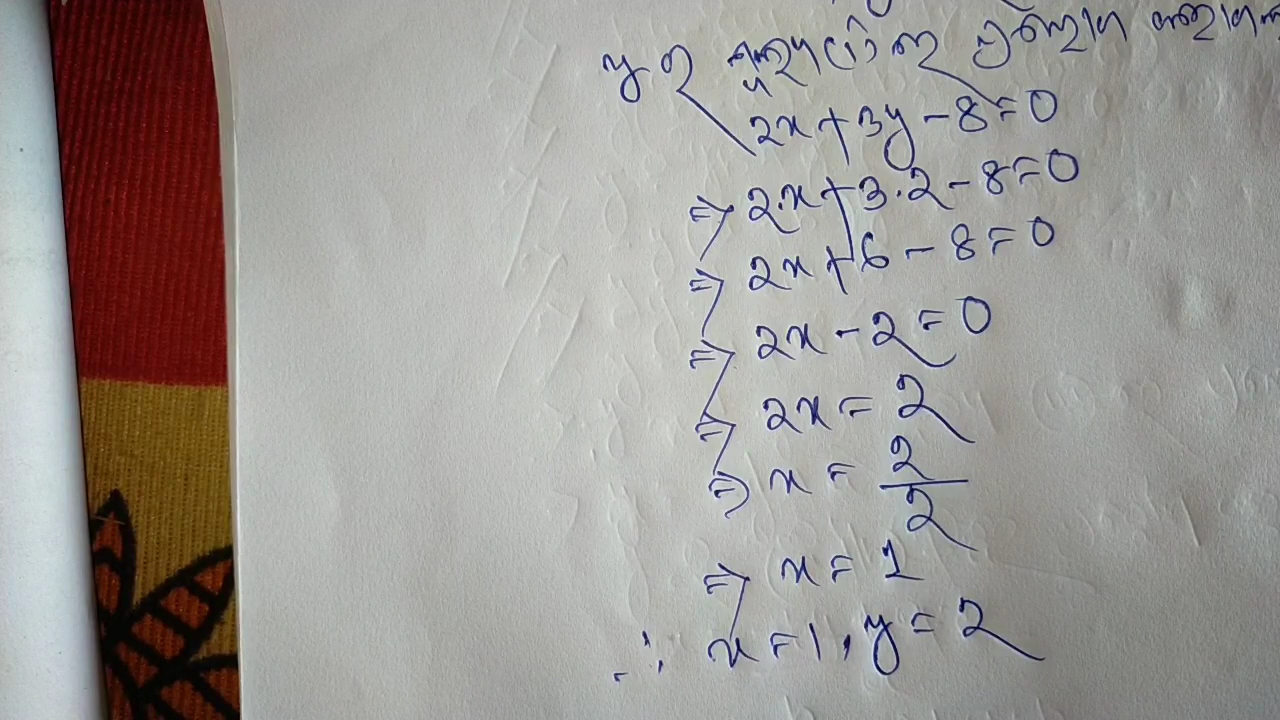 y ৰ
2x + 3y - 8 = 0
⇒ 2.x + 3.2 - 8 = 0
⇒ 2x + 6 - 8 = 0
⇒ 2x - 2 = 0
⇒ 2x = 2
⇒ x = 2/2
⇒ x = 1
∴ x = 1, y = 2